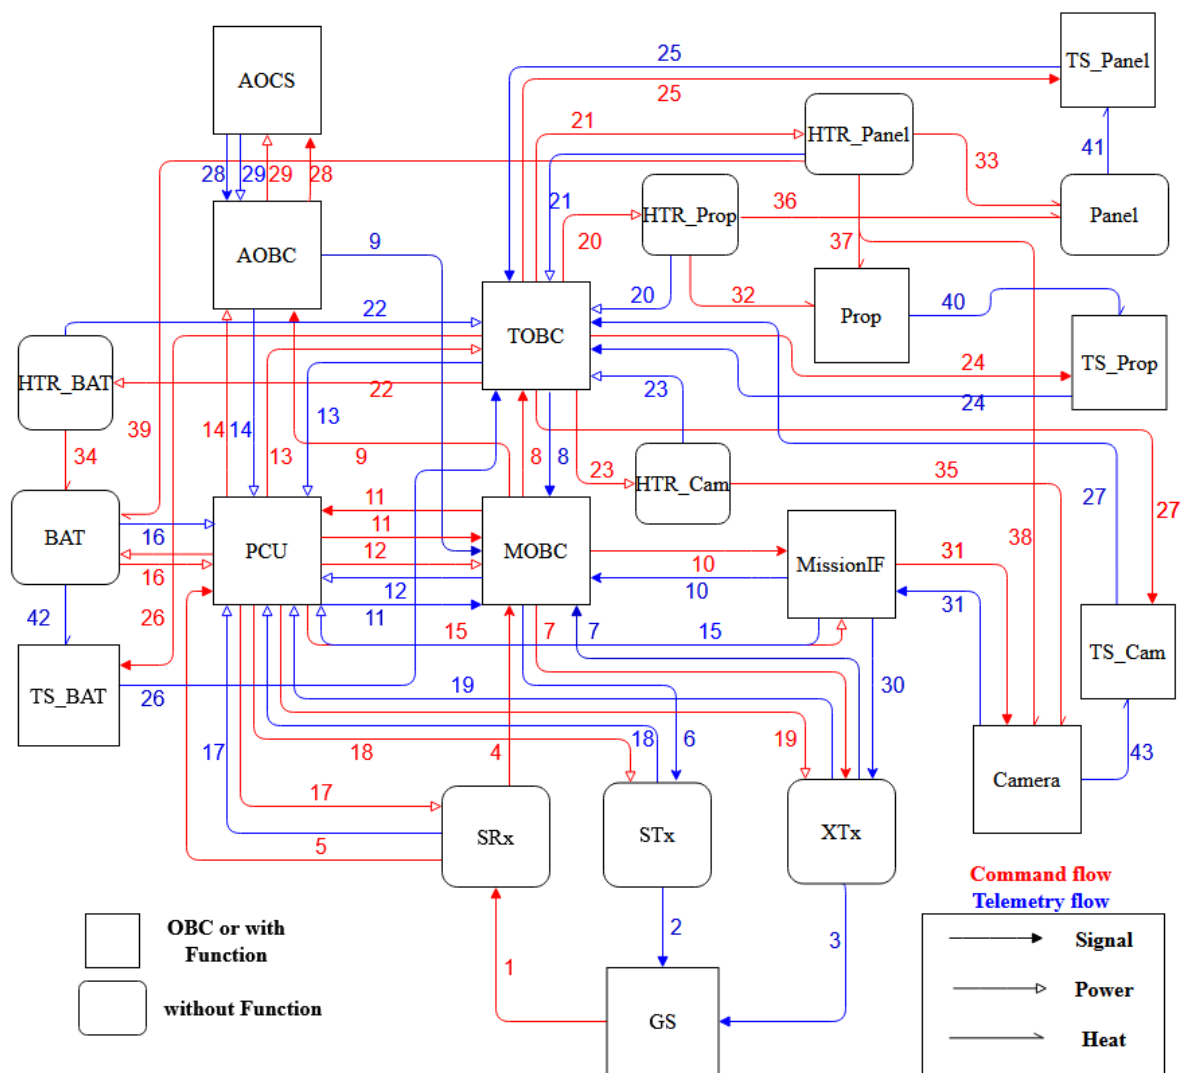 25
TS_Panel
AOCS
25
21
HTR_Panel
33
41
28
29
29
28
21
HTR_Prop
36
Panel
9
20
37
AOBC
22
20
32
Prop
40
TOBC
HTR_BAT
22
23
24
TS_Prop
24
39
14
14
13
13
9
34
8
8
23
HTR_Cam
35
11
27
27
BAT
16
PCU
11
MOBC
38
12
10
MissionIF
31
16
12
10
31
42
26
11
15
7
7
15
TS_Cam
TS_BAT
26
19
30
17
18
4
18
6
19
43
Camera
17
5
SRx
STx
XTx
Command flow
Telemetry flow
OBC or with
Function
2
3
Signal
1
Power
without Function
GS
Heat